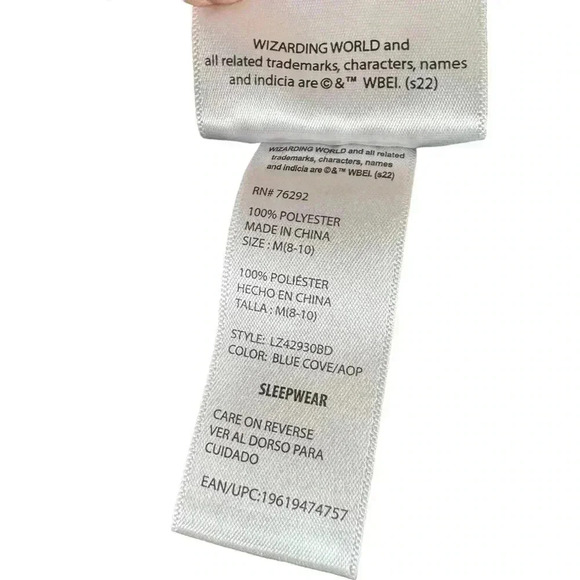 WIZARDING WORLD and
all related trademarks, characters, names
and indicia are ©&™ WBEI. (s22)
WIZARDING WORLD and all related
trademarks, characters, names
and indicia are ©&™ WBEI. (s22)
RN# 76292
100% POLYESTER
MADE IN CHINA
SIZE : M(8-10)
100% POLIÉSTER
HECHO EN CHINA
TALLA : M(8-10)
STYLE: LZ42930BD
COLOR: BLUE COVE/AOP
SLEEPWEAR
CARE ON REVERSE
VER AL DORSO PARA
CUIDADO
EAN/UPC:19619474757